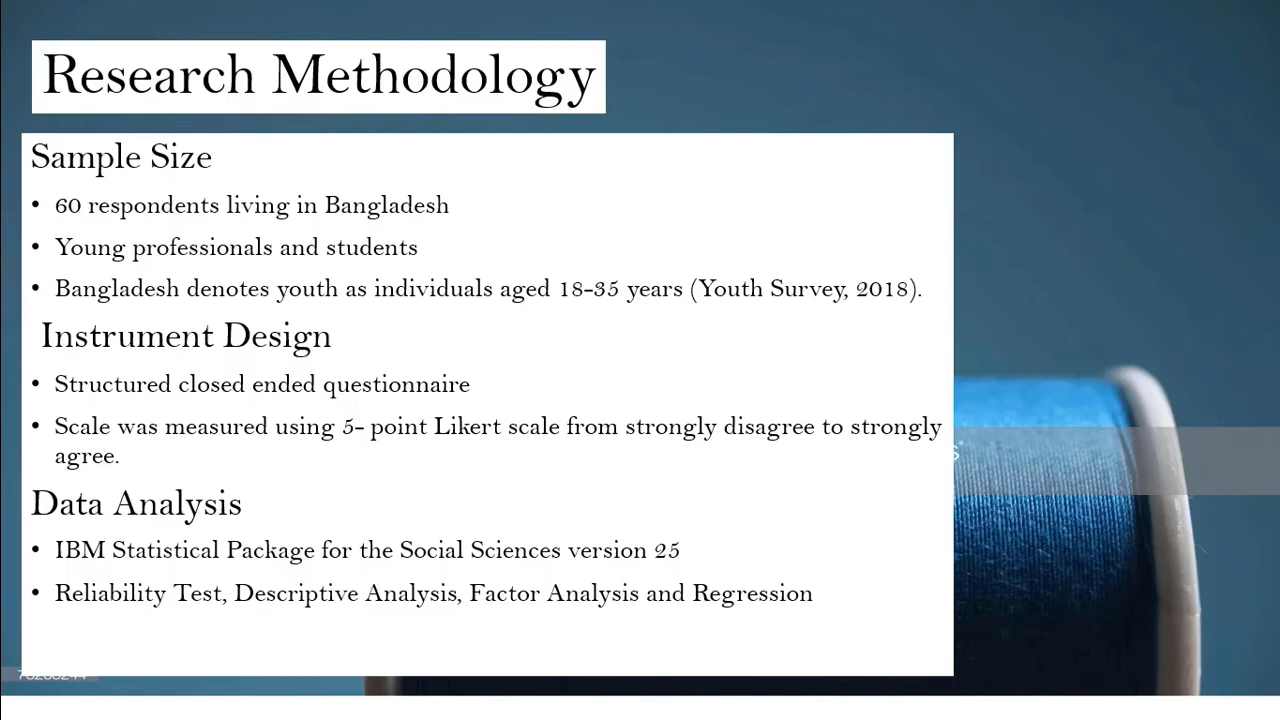 Research Methodology
Sample Size
• 60 respondents living in Bangladesh
• Young professionals and students
• Bangladesh denotes youth as individuals aged 18-35 years (Youth Survey, 2018).
Instrument Design
• Structured closed ended questionnaire
• Scale was measured using 5- point Likert scale from strongly disagree to strongly
agree.
Data Analysis
• IBM Statistical Package for the Social Sciences version 25
• Reliability Test, Descriptive Analysis, Factor Analysis and Regression